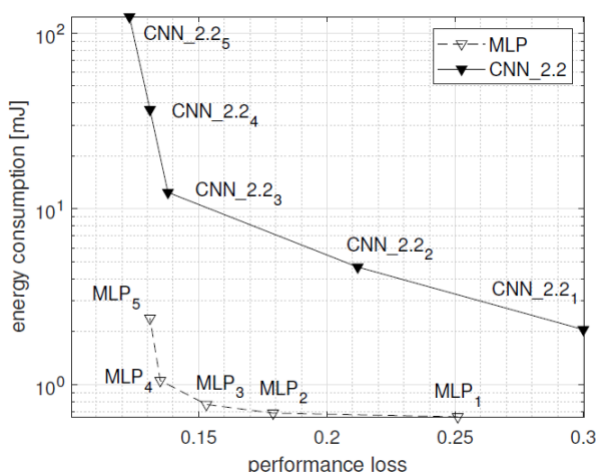 10²
CNN_2.2₅
MLP
CNN_2.2
CNN_2.2₄
energy consumption [mJ]
10¹
CNN_2.2₃
CNN_2.2₂
CNN_2.2₁
MLP₅
MLP₄
MLP₃
MLP₂
MLP₁
10⁰
0.15
0.2
0.25
0.3
performance loss